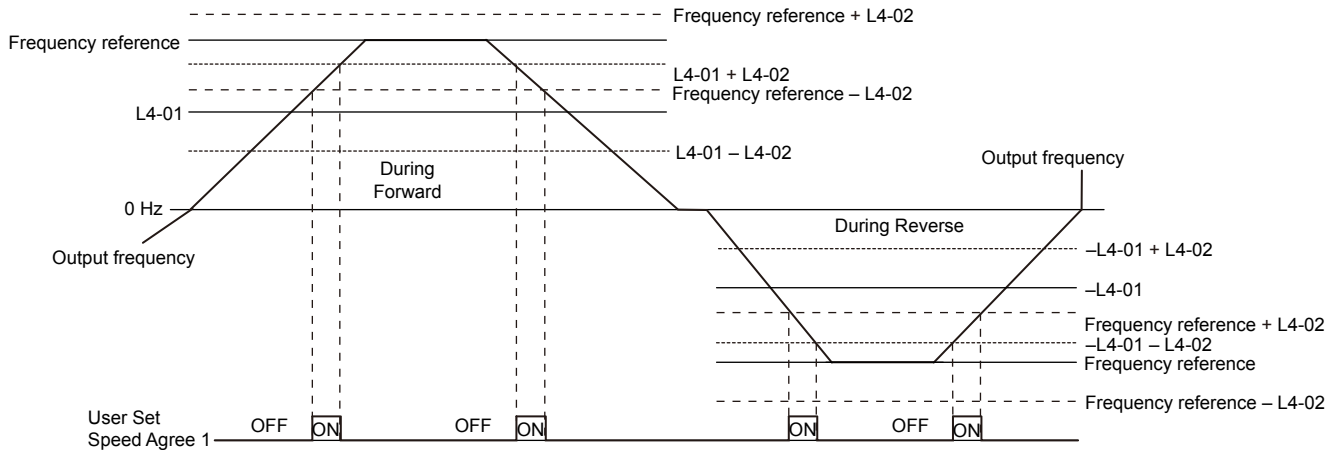 Frequency reference + L4-02
Frequency reference
L4-01 + L4-02
Frequency reference – L4-02
L4-01
L4-01 – L4-02
During
Forward
Output frequency
0 Hz
During Reverse
Output frequency
–L4-01 + L4-02
–L4-01
Frequency reference + L4-02
–L4-01 – L4-02
Frequency reference
Frequency reference – L4-02
User Set
Speed Agree 1
OFF ON OFF ON ON OFF ON